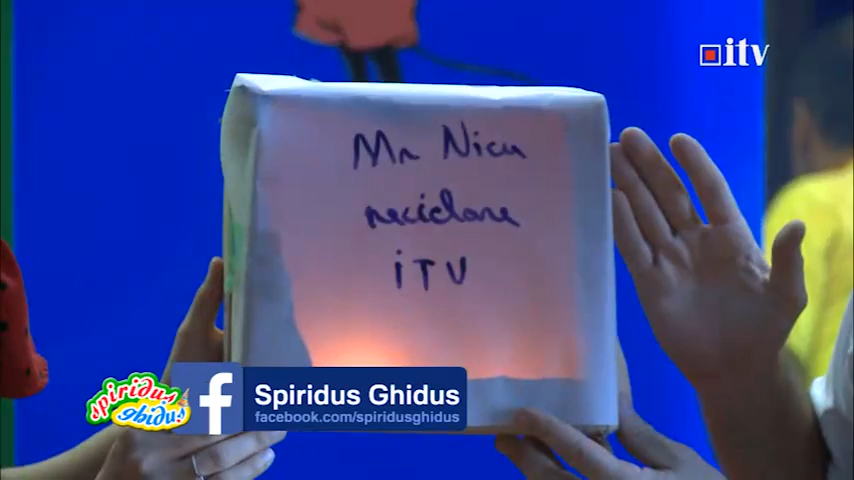 itv
Mr Nicu
reciclare
iTV
spiridus
ghidus
f
Spiridus Ghidus
facebook.com/spiridusghidus